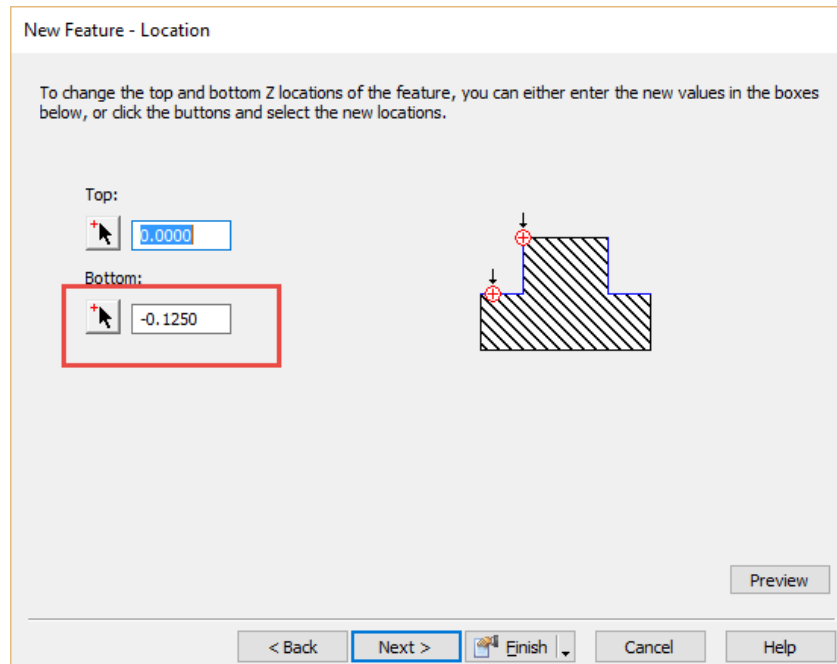 New Feature - Location
To change the top and bottom Z locations of the feature, you can either enter the new values in the boxes
below, or click the buttons and select the new locations.
Top:
0.0000
Bottom:
-0.1250
Preview
< Back
Next >
Finish
Cancel
Help